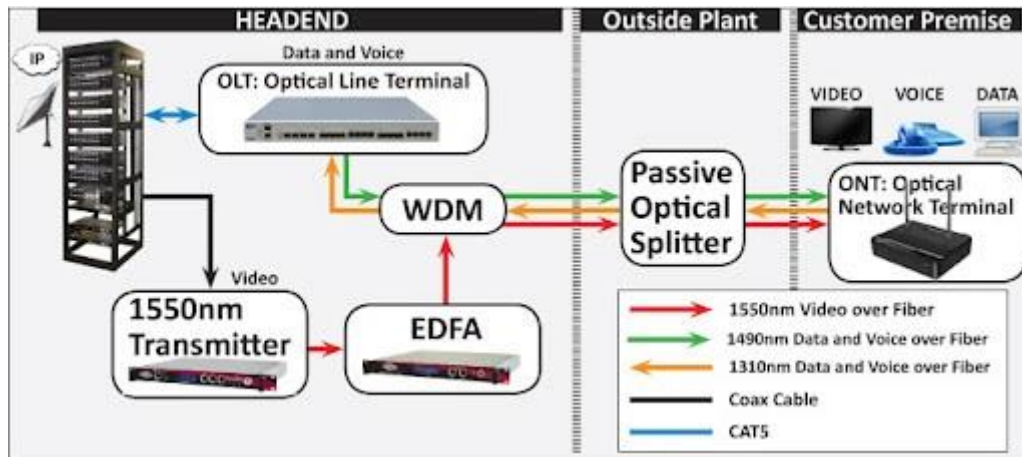 HEADEND
Outside Plant
Customer Premise
IP
Data and Voice
OLT: Optical Line Terminal
VIDEO
VOICE
DATA
WDM
Passive
Optical
Splitter
ONT: Optical
Network Terminal
Video
1550nm
Transmitter
EDFA
1550nm Video over Fiber
1490nm Data and Voice over Fiber
1310nm Data and Voice over Fiber
Coax Cable
CAT5